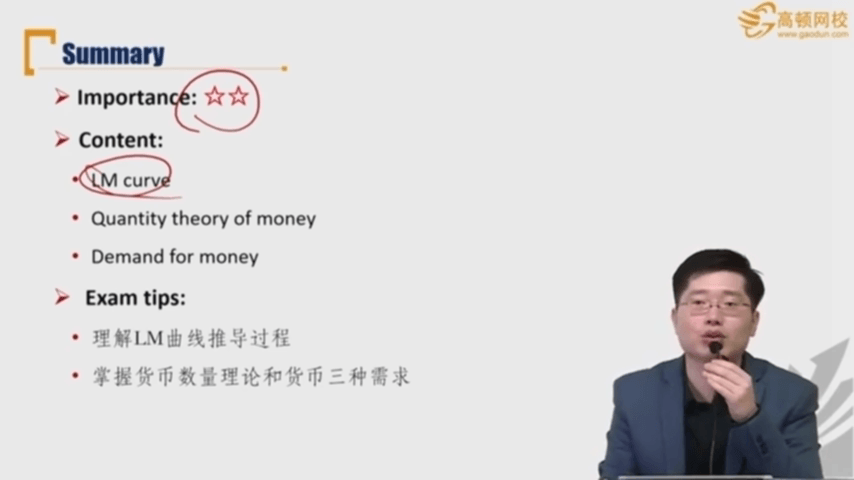 高顿网校
www.gaodun.com
Summary
Importance: ☆☆
Content:
LM curve
Quantity theory of money
Demand for money
Exam tips:
理解LM曲线推导过程
掌握货币数量理论和货币三种需求